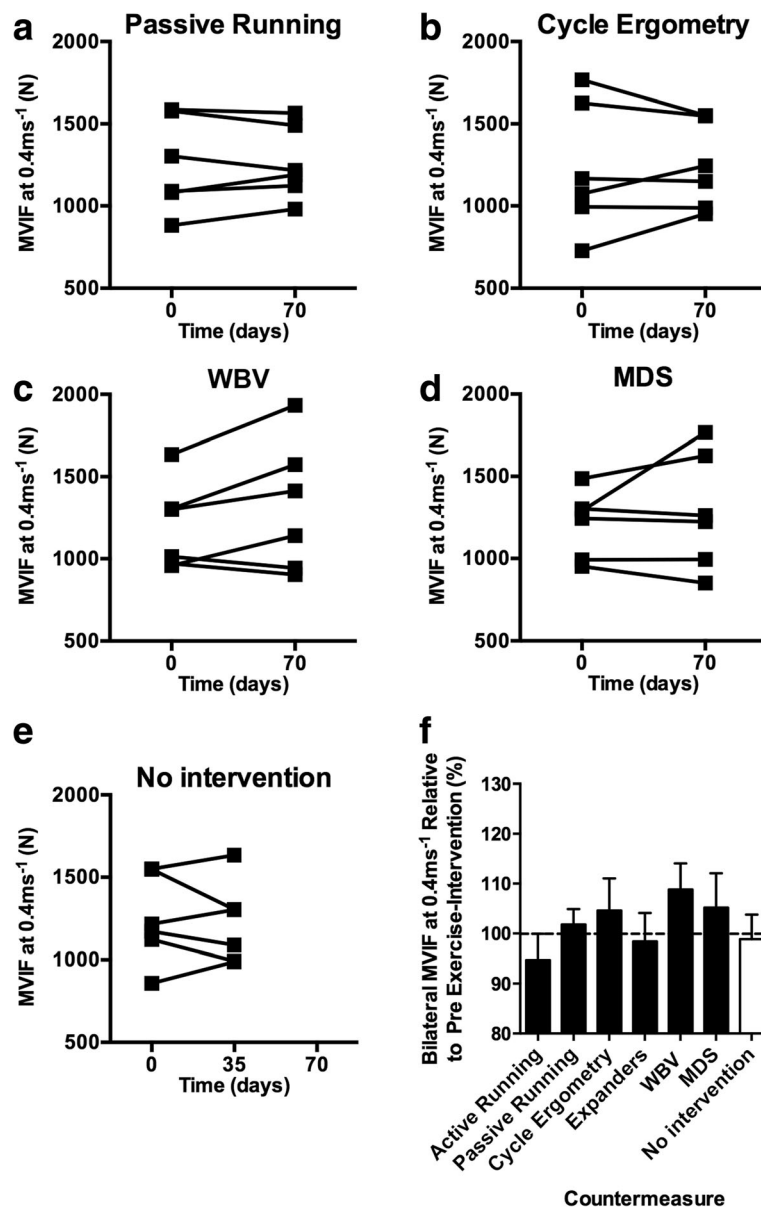 a
Passive Running
2000
1500
1000
500
MVIF at 0.4ms⁻¹ (N)
0 70
Time (days)
b
Cycle Ergometry
2000
1500
1000
500
MVIF at 0.4ms⁻¹ (N)
0 70
Time (days)
c
WBV
2000
1500
1000
500
MVIF at 0.4ms⁻¹ (N)
0 70
Time (days)
d
MDS
2000
1500
1000
500
MVIF at 0.4ms⁻¹ (N)
0 70
Time (days)
e
No intervention
2000
1500
1000
500
MVIF at 0.4ms⁻¹ (N)
0 35 70
Time (days)
f
Bilateral MVIF at 0.4ms⁻¹ Relative
to Pre Exercise-Intervention (%)
130
120
110
100
90
80
Active Running
Passive Running
Cycle Ergometry
Expanders
WBV
MDS
No intervention
Countermeasure